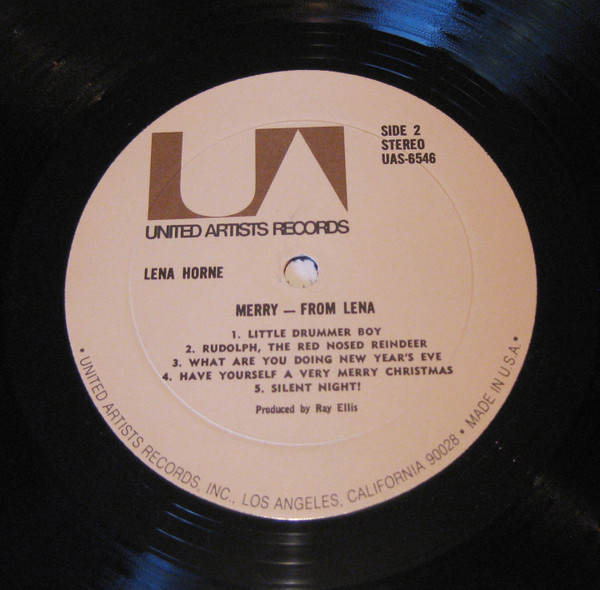 UA
SIDE 2
STEREO
UAS-6546
UNITED ARTISTS RECORDS
LENA HORNE
MERRY — FROM LENA
1. LITTLE DRUMMER BOY
2. RUDOLPH, THE RED NOSED REINDEER
3. WHAT ARE YOU DOING NEW YEAR'S EVE
4. HAVE YOURSELF A VERY MERRY CHRISTMAS
5. SILENT NIGHT!
Produced by Ray Ellis
• UNITED ARTISTS RECORDS, INC., LOS ANGELES, CALIFORNIA 90028 • MADE IN U.S.A. •